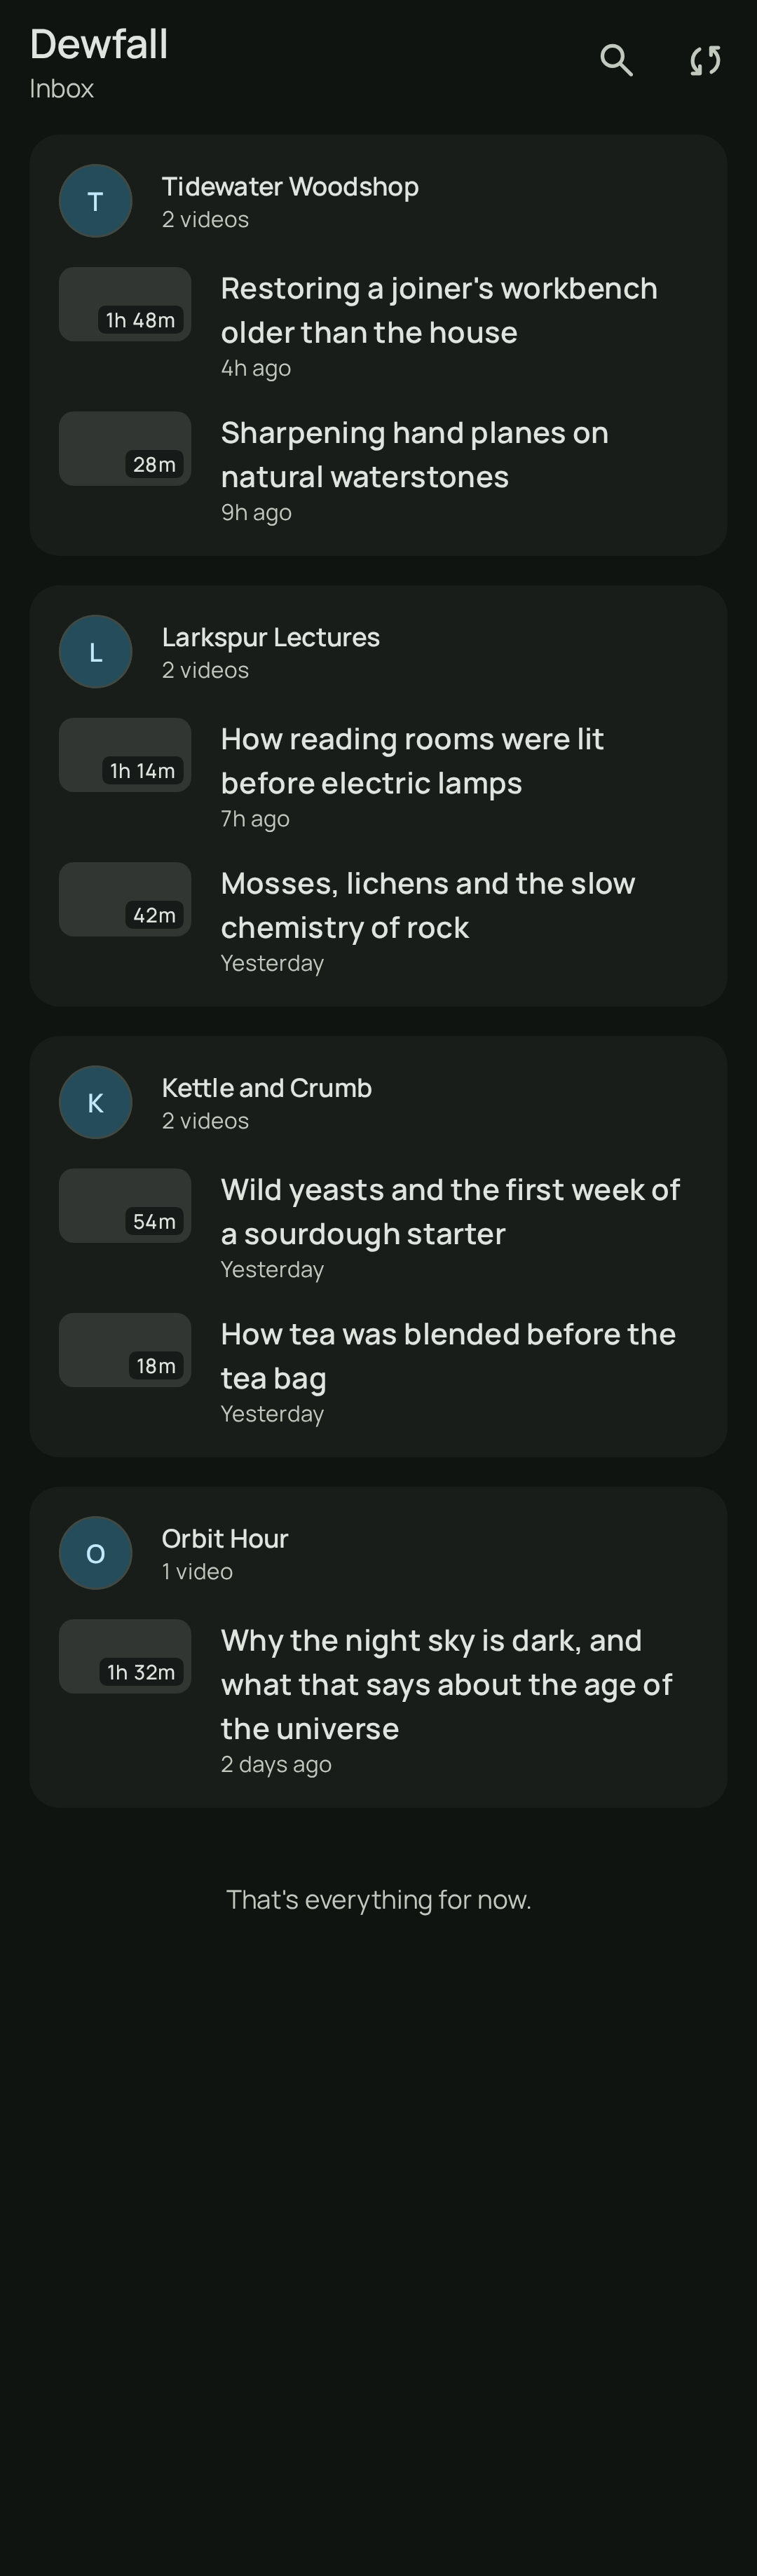 Dewfall
Inbox
T
Tidewater Woodshop
2 videos
1h 48m
Restoring a joiner's workbench
older than the house
4h ago
28m
Sharpening hand planes on
natural waterstones
9h ago
L
Larkspur Lectures
2 videos
1h 14m
How reading rooms were lit
before electric lamps
7h ago
42m
Mosses, lichens and the slow
chemistry of rock
Yesterday
K
Kettle and Crumb
2 videos
54m
Wild yeasts and the first week of
a sourdough starter
Yesterday
18m
How tea was blended before the
tea bag
Yesterday
O
Orbit Hour
1 video
1h 32m
Why the night sky is dark, and
what that says about the age of
the universe
2 days ago
That's everything for now.